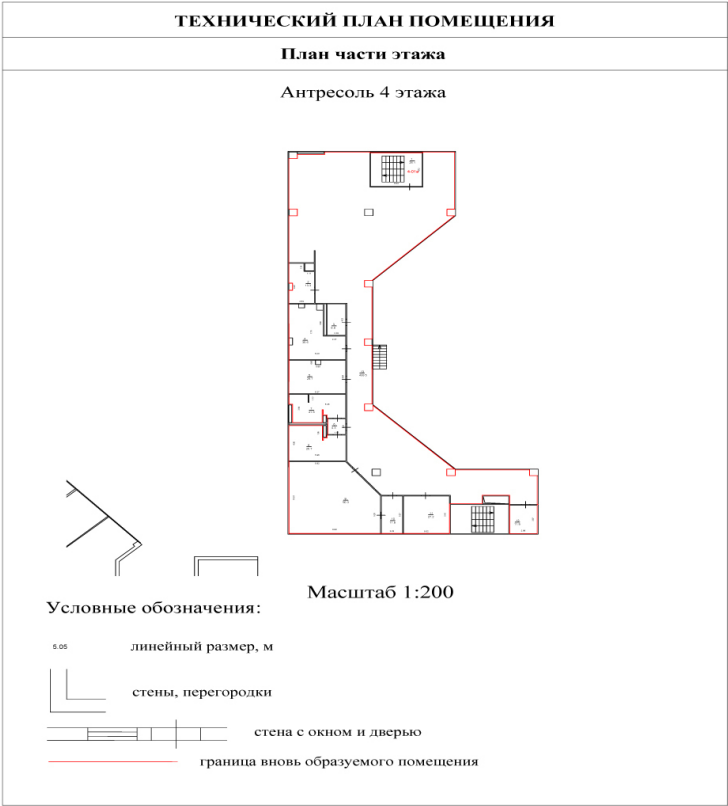 ТЕХНИЧЕСКИЙ ПЛАН ПОМЕЩЕНИЯ
План части этажа
Антресоль 4 этажа
Масштаб 1:200
Условные обозначения:
5.05 линейный размер, м
стены, перегородки
стена с окном и дверью
граница вновь образуемого помещения